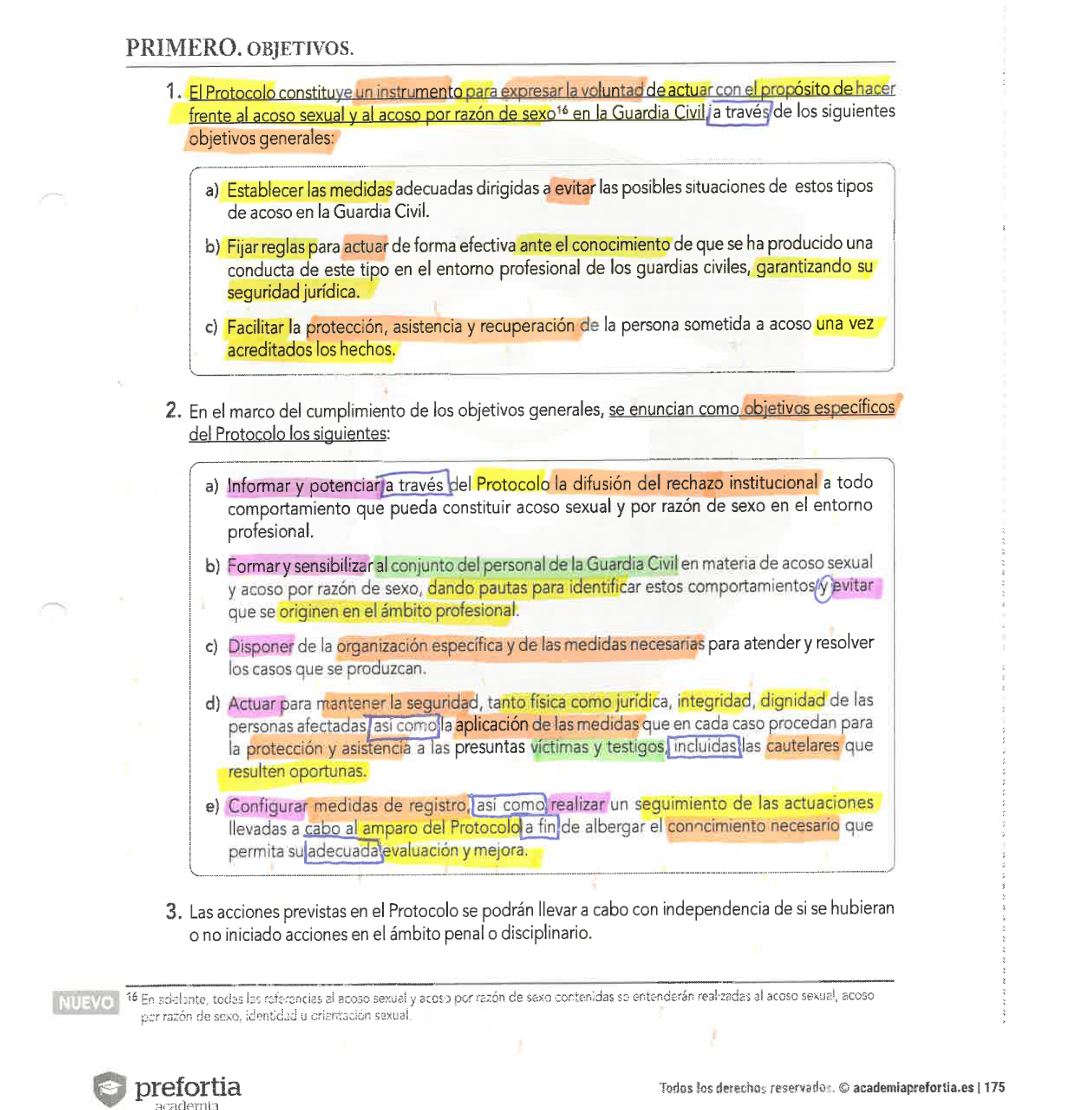 PRIMERO. OBJETIVOS.
1. El Protocolo constituye un instrumento para expresar la voluntad de actuar con el propósito de hacer
frente al acoso sexual y al acoso por razón de sexo¹⁶ en la Guardia Civil, a través de los siguientes
objetivos generales:
a) Establecer las medidas adecuadas dirigidas a evitar las posibles situaciones de estos tipos
de acoso en la Guardia Civil.
b) Fijar reglas para actuar de forma efectiva ante el conocimiento de que se ha producido una
conducta de este tipo en el entorno profesional de los guardias civiles, garantizando su
seguridad jurídica.
c) Facilitar la protección, asistencia y recuperación de la persona sometida a acoso una vez
acreditados los hechos.
2. En el marco del cumplimiento de los objetivos generales, se enuncian como objetivos específicos
del Protocolo los siguientes:
a) Informar y potenciar a través del Protocolo la difusión del rechazo institucional a todo
comportamiento que pueda constituir acoso sexual y por razón de sexo en el entorno
profesional.
b) Formar y sensibilizar al conjunto del personal de la Guardia Civil en materia de acoso sexual
y acoso por razón de sexo, dando pautas para identificar estos comportamientos y evitar
que se originen en el ámbito profesional.
c) Disponer de la organización específica y de las medidas necesarias para atender y resolver
los casos que se produzcan.
d) Actuar para mantener la seguridad, tanto física como jurídica, integridad, dignidad de las
personas afectadas, así como la aplicación de las medidas que en cada caso procedan para
la protección y asistencia a las presuntas víctimas y testigos, incluidas las cautelares que
resulten oportunas.
e) Configurar medidas de registro, así como realizar un seguimiento de las actuaciones
llevadas a cabo al amparo del Protocolo a fin de albergar el conocimiento necesario que
permita su adecuada evaluación y mejora.
3. Las acciones previstas en el Protocolo se podrán llevar a cabo con independencia de si se hubieran
o no iniciado acciones en el ámbito penal o disciplinario.
NUEVO ¹⁶ En adelante, todas las referencias al acoso sexual y acoso por razón de sexo contenidas se entenderán realizadas al acoso sexual, acoso
por razón de sexo, identidad u orientación sexual.
prefortia
academia
Todos los derechos reservados. © academiaprefortia.es | 175